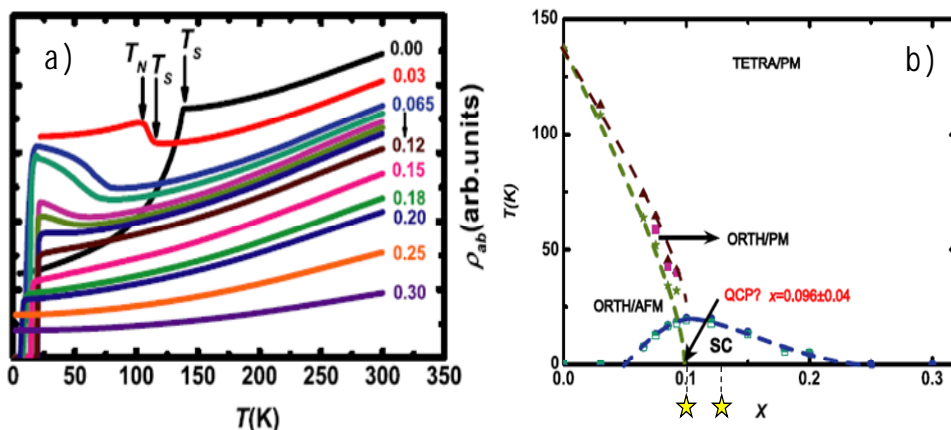 a)
T_N
T_S
T_S
0.00
0.03
0.065
0.12
0.15
0.18
0.20
0.25
0.30
0 50 100 150 200 250 300 350
T(K)
ρ_ab(arb.units)
b)
150
100
50
0
T(K)
TETRA/PM
ORTH/PM
QCP? x=0.096±0.04
ORTH/AFM
SC
0.0 0.1 0.2 0.3
X